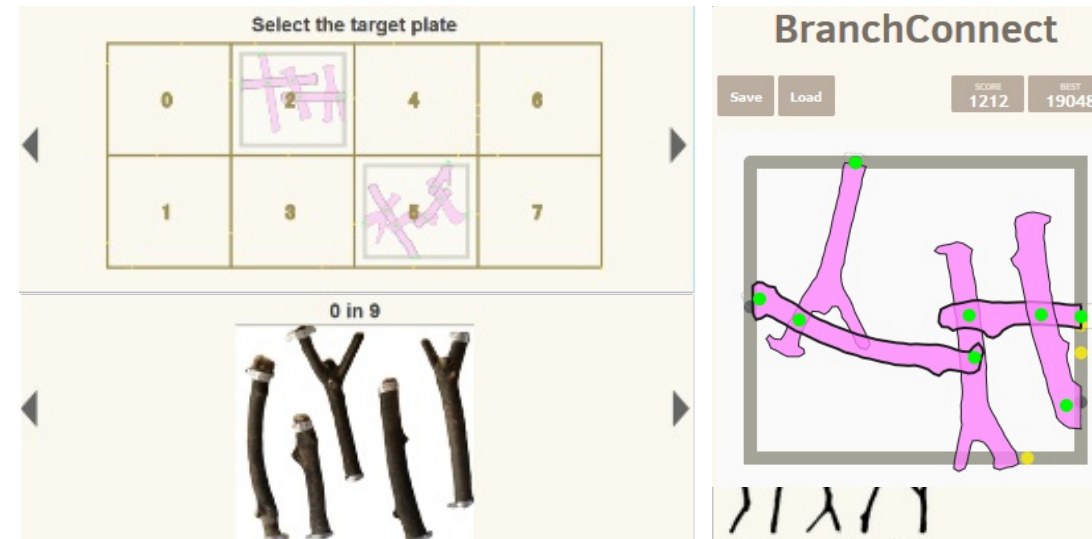 Select the target plate
0
2
4
6
1
3
5
7
0 in 9
BranchConnect
Save
Load
SCORE
1212
BEST
19048